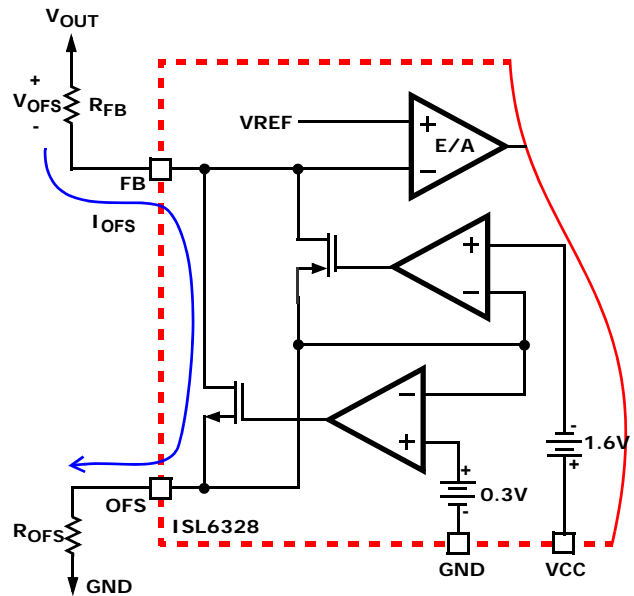 VOUT
+
VOFS
-
RFB
VREF
+
E/A
-
FB
IOFS
+
-
-
+
-
1.6V
+
+
0.3V
-
OFS
ISL6328
ROFS
GND
GND
VCC